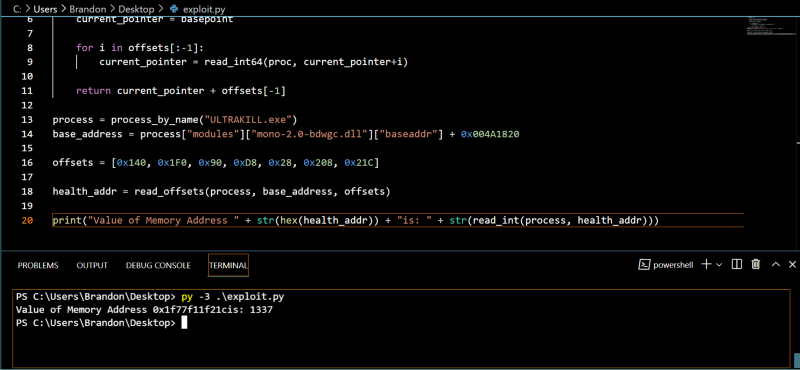 C: > Users > Brandon > Desktop > exploit.py
6 current_pointer = basepoint
7
8 for i in offsets[:-1]:
9 current_pointer = read_int64(proc, current_pointer+i)
10
11 return current_pointer + offsets[-1]
12
13 process = process_by_name("ULTRAKILL.exe")
14 base_address = process["modules"]["mono-2.0-bdwgc.dll"]["baseaddr"] + 0x004A1820
15
16 offsets = [0x140, 0x1F0, 0x90, 0xD8, 0x28, 0x208, 0x21C]
17
18 health_addr = read_offsets(process, base_address, offsets)
19
20 print("Value of Memory Address " + str(hex(health_addr)) + "is: " + str(read_int(process, health_addr)))
PROBLEMS OUTPUT DEBUG CONSOLE TERMINAL powershell
PS C:\Users\Brandon\Desktop> py -3 .\exploit.py
Value of Memory Address 0x1f77f11f21cis: 1337
PS C:\Users\Brandon\Desktop>